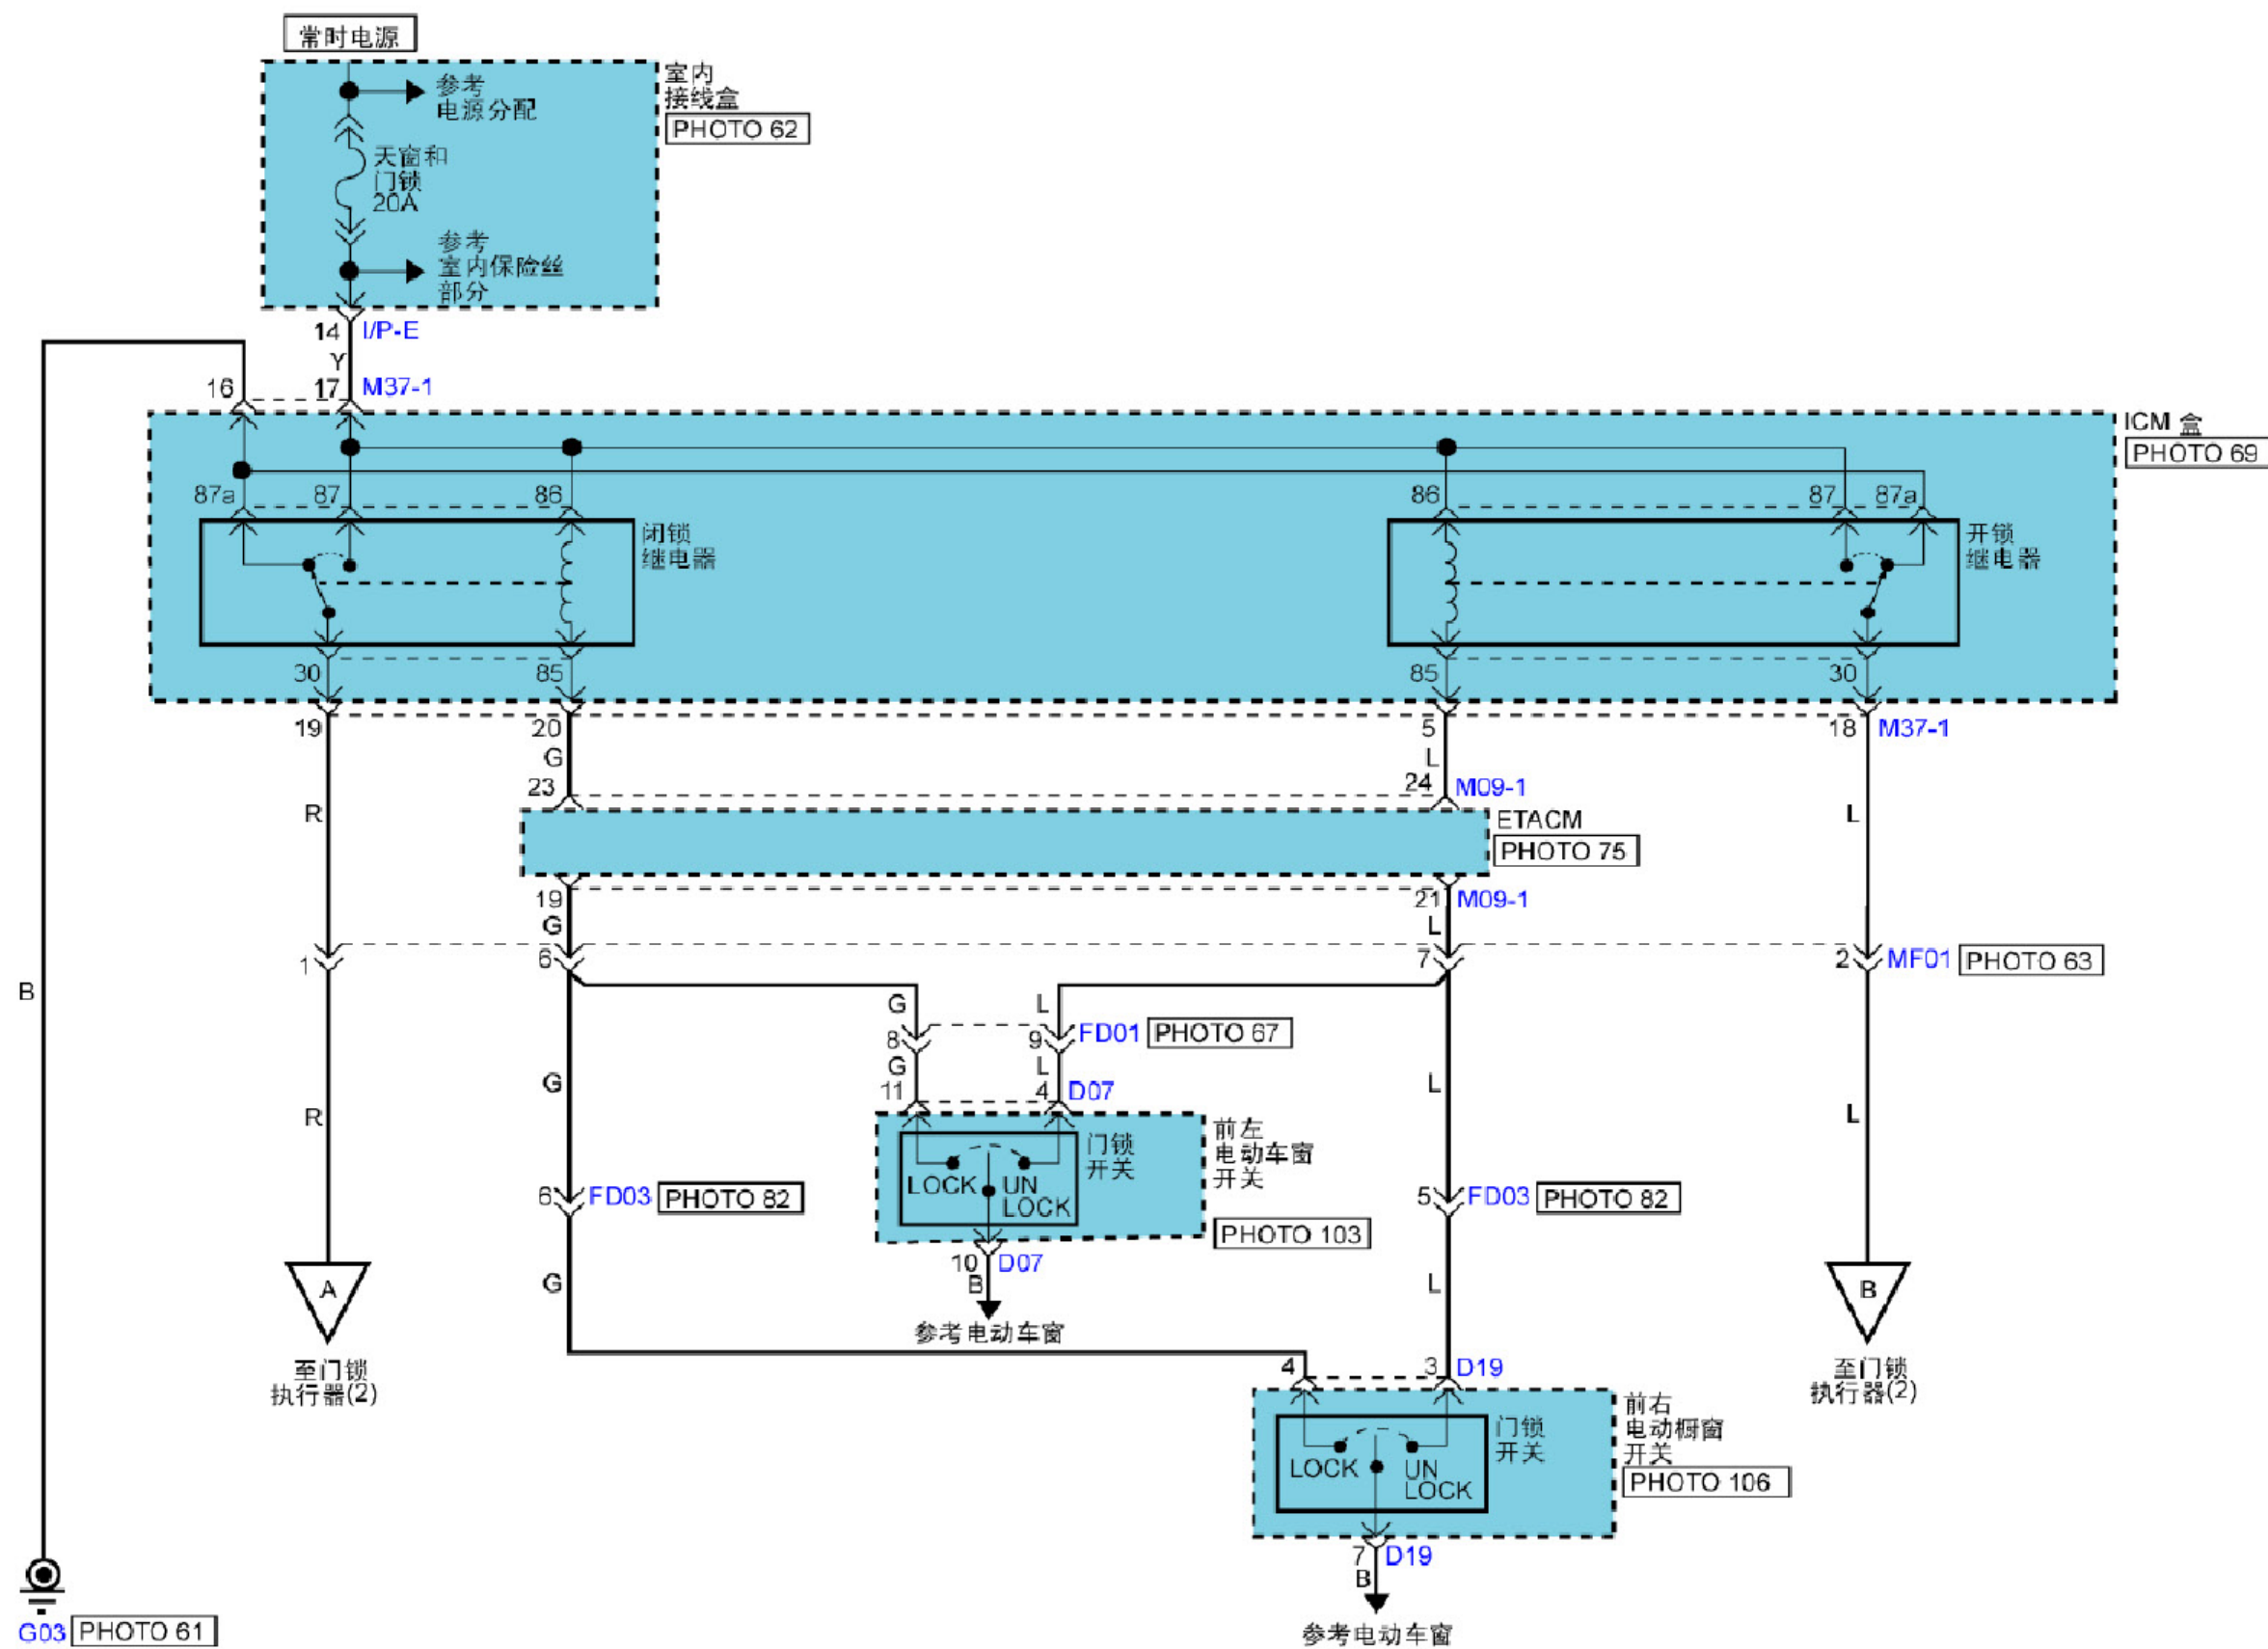 常时电源
参考
电源分配
室内
接线盒
PHOTO 62
天窗和
门锁
20A
参考
室内保险丝
部分
14 I/P-E
Y
16 17 M37-1
ICM 盒
PHOTO 69
87a 87 86
86 87 87a
闭锁
继电器
开锁
继电器
30 85
85 30
19 20 5 18 M37-1
G L
23 24 M09-1
R L
ETACM
PHOTO 75
19 21 M09-1
G L
1 6 7 2 MF01 PHOTO 63
B
G L
8 9 FD01 PHOTO 67
G L
G L
11 4 D07
R L
门锁
开关
LOCK UN
LOCK
前左
电动车窗
开关
PHOTO 103
6 FD03 PHOTO 82
5 FD03 PHOTO 82
10 D07
B
参考电动车窗
G L
A
至门锁
执行器(2)
B
至门锁
执行器(2)
4 3 D19
门锁
开关
LOCK UN
LOCK
前右
电动橱窗
开关
PHOTO 106
7 D19
B
参考电动车窗
G03 PHOTO 61